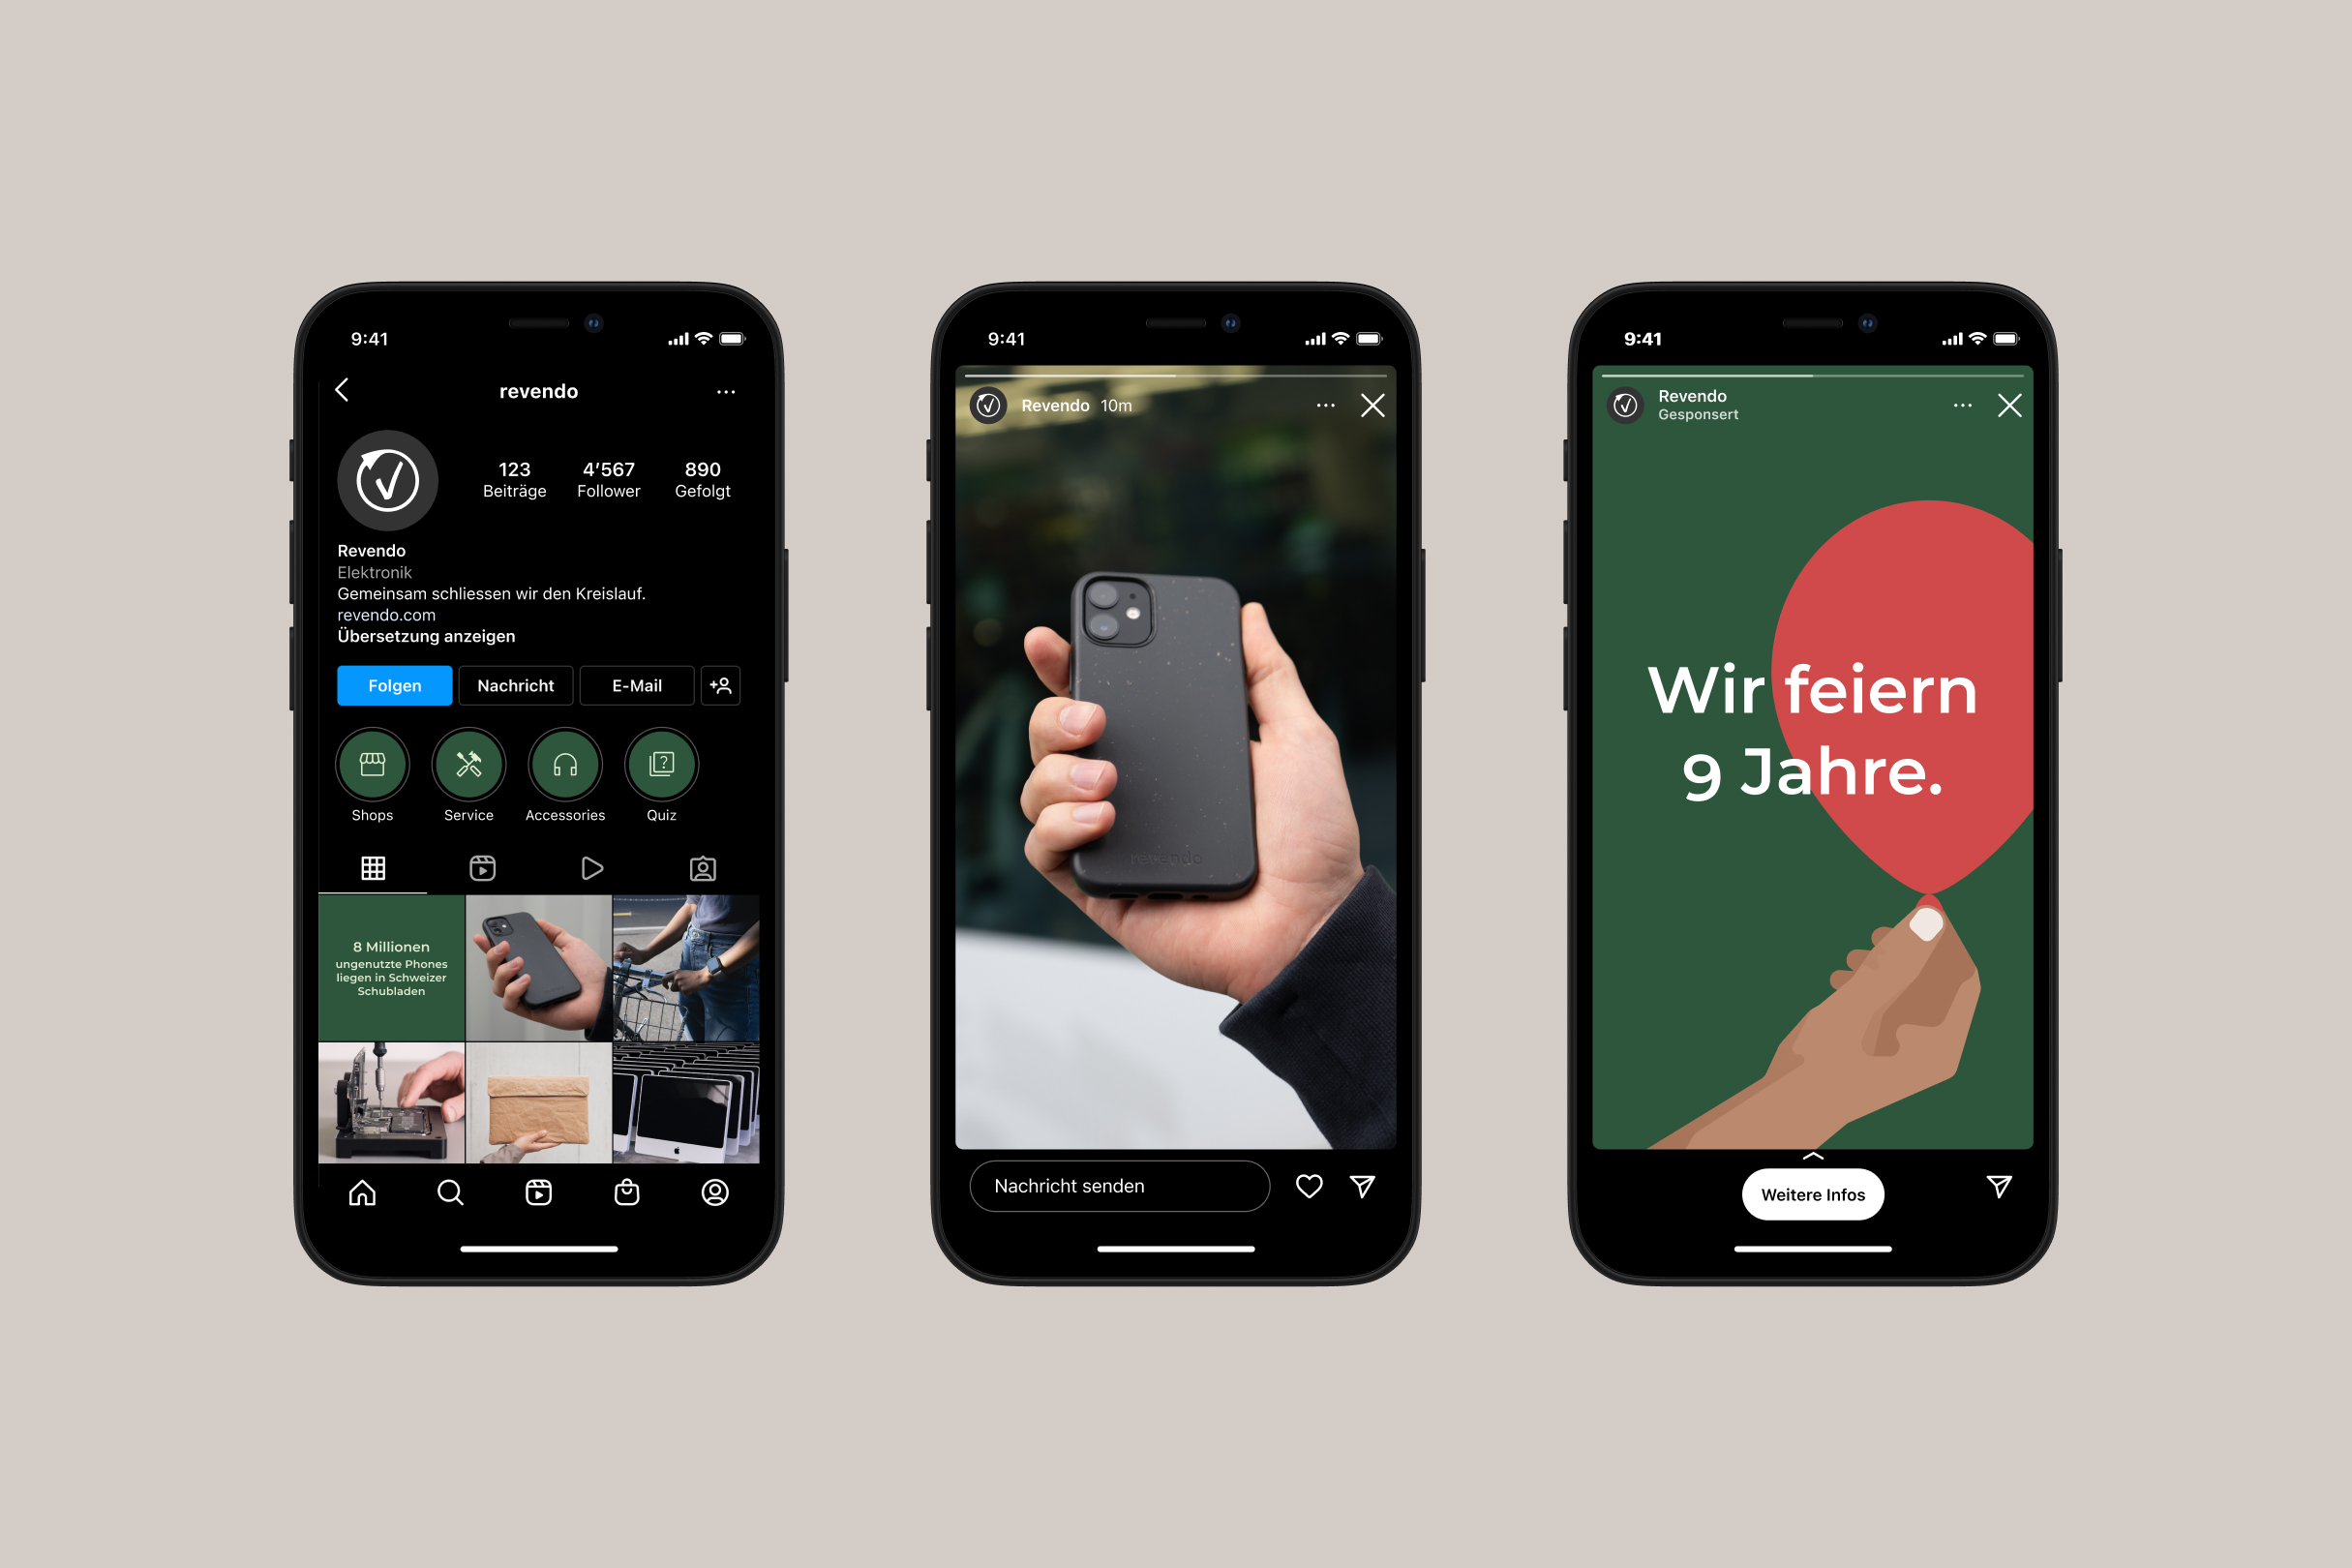 9:41
revendo
123
4’567
890
Beiträge
Follower
Gefolgt
Revendo
Elektronik
Gemeinsam schliessen wir den Kreislauf.
revendo.com
Übersetzung anzeigen
Folgen
Nachricht
E-Mail
Shops
Service
Accessories
Quiz
8 Millionen
ungenutzte Phones
liegen in Schweizer
Schubladen
9:41
Revendo 10m
revendo
Nachricht senden
9:41
Revendo
Gesponsert
Wir feiern
9 Jahre.
Weitere Infos